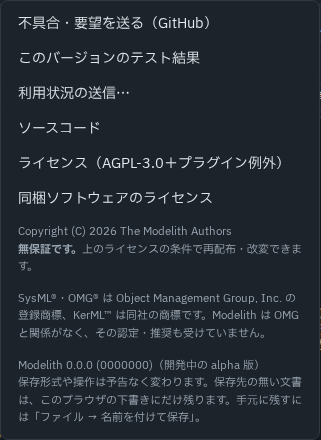 不具合・要望を送る（GitHub）
このバージョンのテスト結果
利用状況の送信…
ソースコード
ライセンス（AGPL-3.0＋プラグイン例外）
同梱ソフトウェアのライセンス
Copyright (C) 2026 The Modelith Authors
無保証です。上のライセンスの条件で再配布・改変できま
す。
SysML®・OMG® は Object Management Group, Inc. の
登録商標、KerML™ は同社の商標です。Modelith は OMG
と関係がなく、その認定・推奨も受けていません。
Modelith 0.0.0 (0000000)（開発中の alpha 版）
保存形式や操作は予告なく変わります。保存先の無い文書
は、このブラウザの下書きにだけ残ります。手元に残すに
は「ファイル → 名前を付けて保存」。